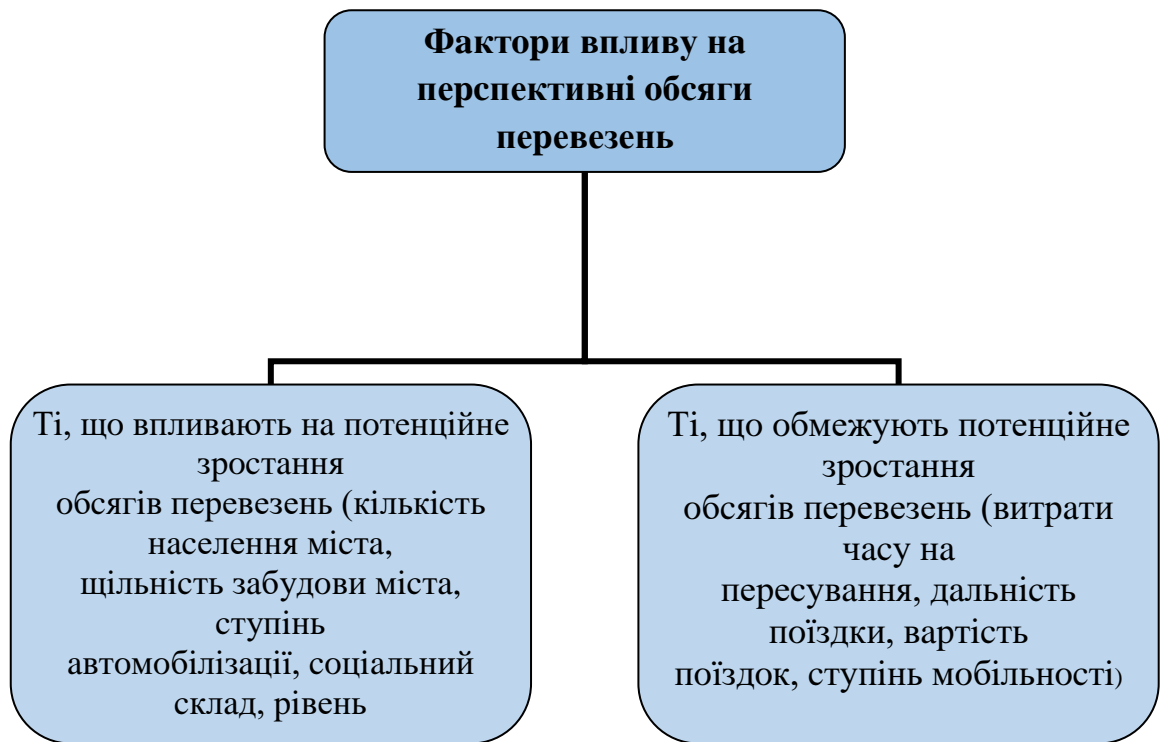 Фактори впливу на
перспективні обсяги
перевезень
Ті, що впливають на потенційне
зростання
обсягів перевезень (кількість
населення міста,
щільність забудови міста,
ступінь
автомобілізації, соціальний
склад, рівень
Ті, що обмежують потенційне
зростання
обсягів перевезень (витрати
часу на
пересування, дальність
поїздки, вартість
поїздок, ступінь мобільності)